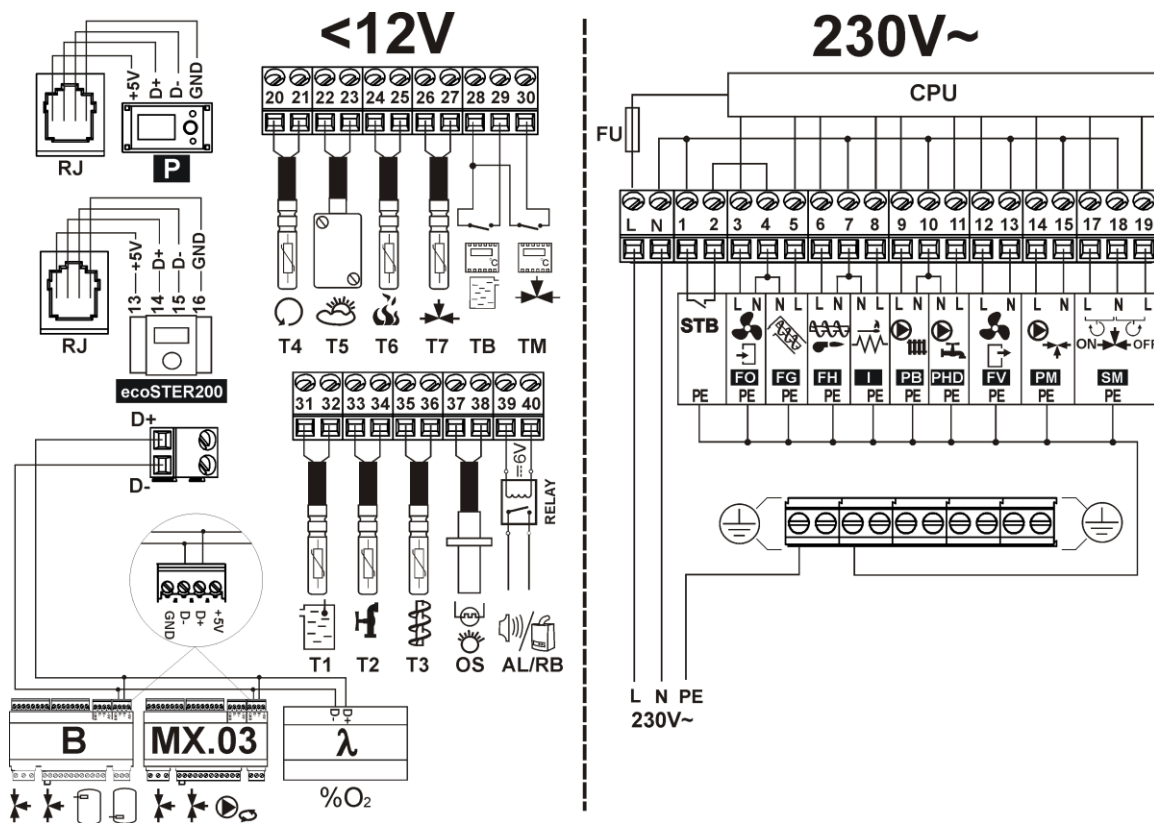 <12V
230V~
+5V
D+
D-
GND
RJ
P
13 +5V
14 D+
15 D-
16 GND
RJ
ecoSTER200
D+
D-
GND
D-
D+
+5V
B
MX.03
D-
D+
λ
%O2
20 21 22 23 24 25 26 27 28 29 30
°C
°C
T4 T5 T6 T7 TB TM
31 32 33 34 35 36 37 38 39 40
6V
RELAY
T1 T2 T3 OS AL/RB
CPU
FU
L N 1 2 3 4 5 6 7 8 9 10 11 12 13 14 15 17 18 19
STB
L N N L L N N L L N N L L N L N L N L
ON OFF
FO FG FH I PB PHD FV PM SM
PE PE PE PE PE PE PE PE PE PE
L N PE
230V~